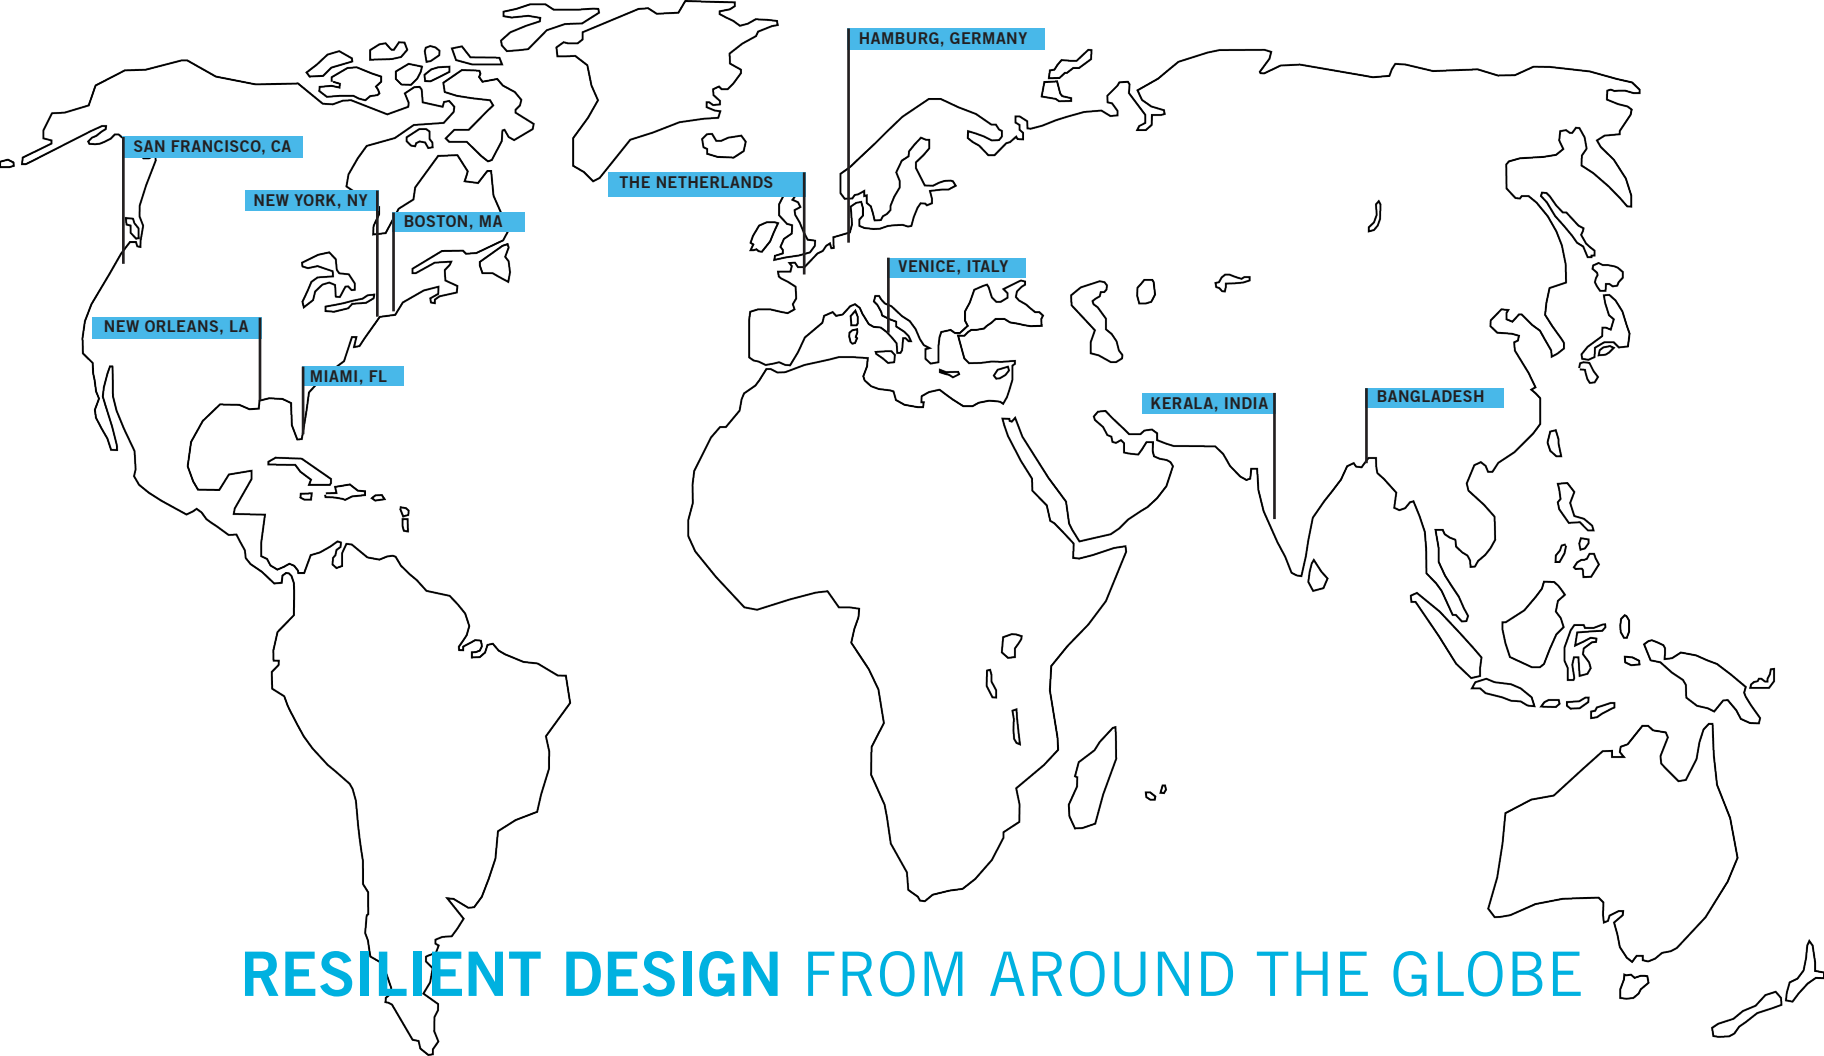 HAMBURG, GERMANY
SAN FRANCISCO, CA
THE NETHERLANDS
NEW YORK, NY
BOSTON, MA
VENICE, ITALY
NEW ORLEANS, LA
MIAMI, FL
KERALA, INDIA
BANGLADESH
RESILIENT DESIGN FROM AROUND THE GLOBE